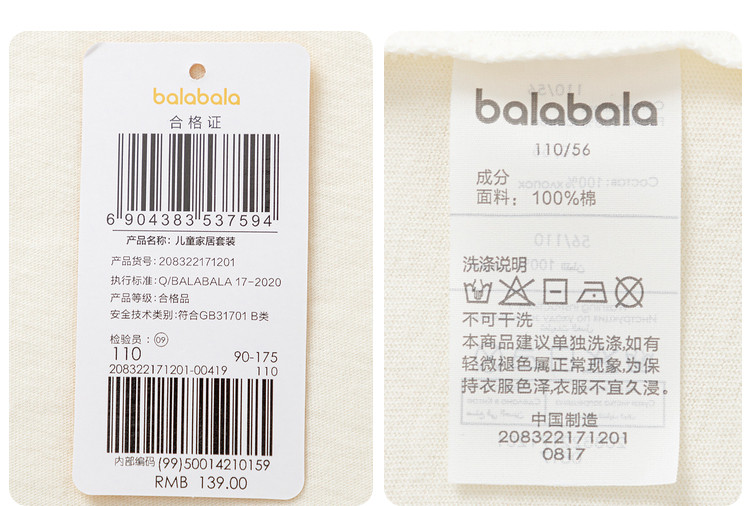 balabala
合格证
6 904383 537594
产品名称: 儿童家居套装
产品货号: 208322171201
执行标准: Q/BALABALA 17-2020
产品等级: 合格品
安全技术类别: 符合GB31701 B类
检验员: 09
110 90-175
208322171201-00419 110
内部编码 (99)50014210159
RMB 139.00
balabala
110/56
成分
面料: 100%棉
洗涤说明
不可干洗
本商品建议单独洗涤,如有
轻微褪色属正常现象,为保
持衣服色泽,衣服不宜久浸。
中国制造
208322171201
0817